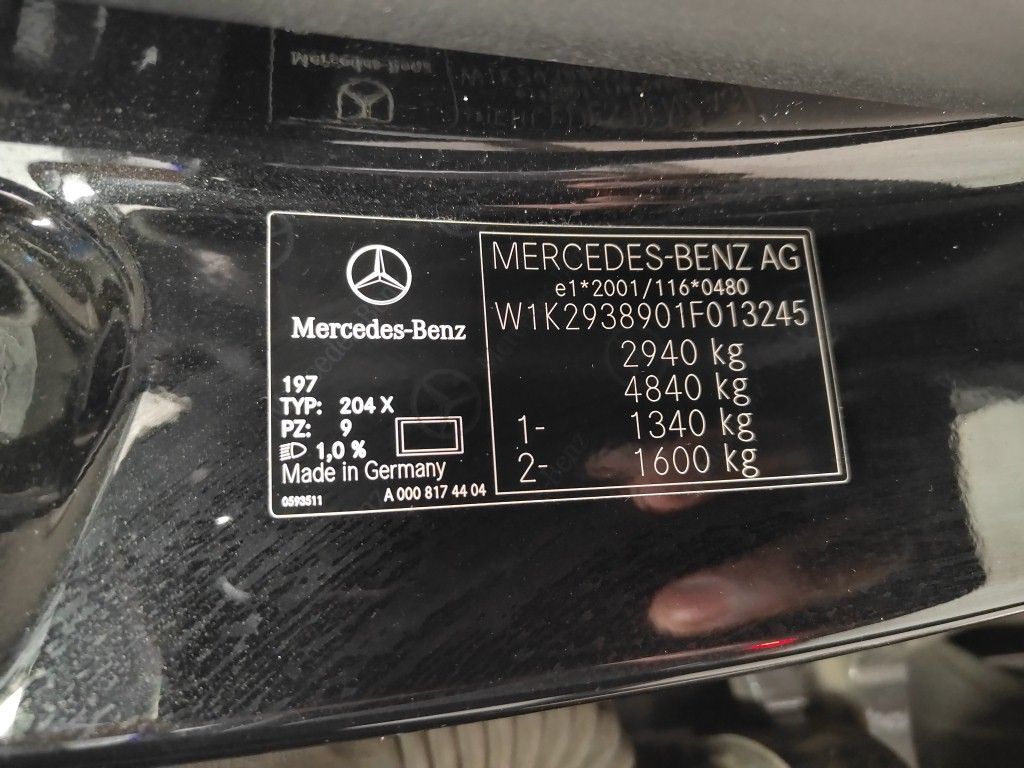 Mercedes-Benz
197
TYP: 204 X
PZ: 9
1,0 %
Made in Germany
0593511
A 000 817 44 04
MERCEDES-BENZ AG
e1*2001/116*0480
W1K2938901F013245
2940 kg
4840 kg
1- 1340 kg
2- 1600 kg